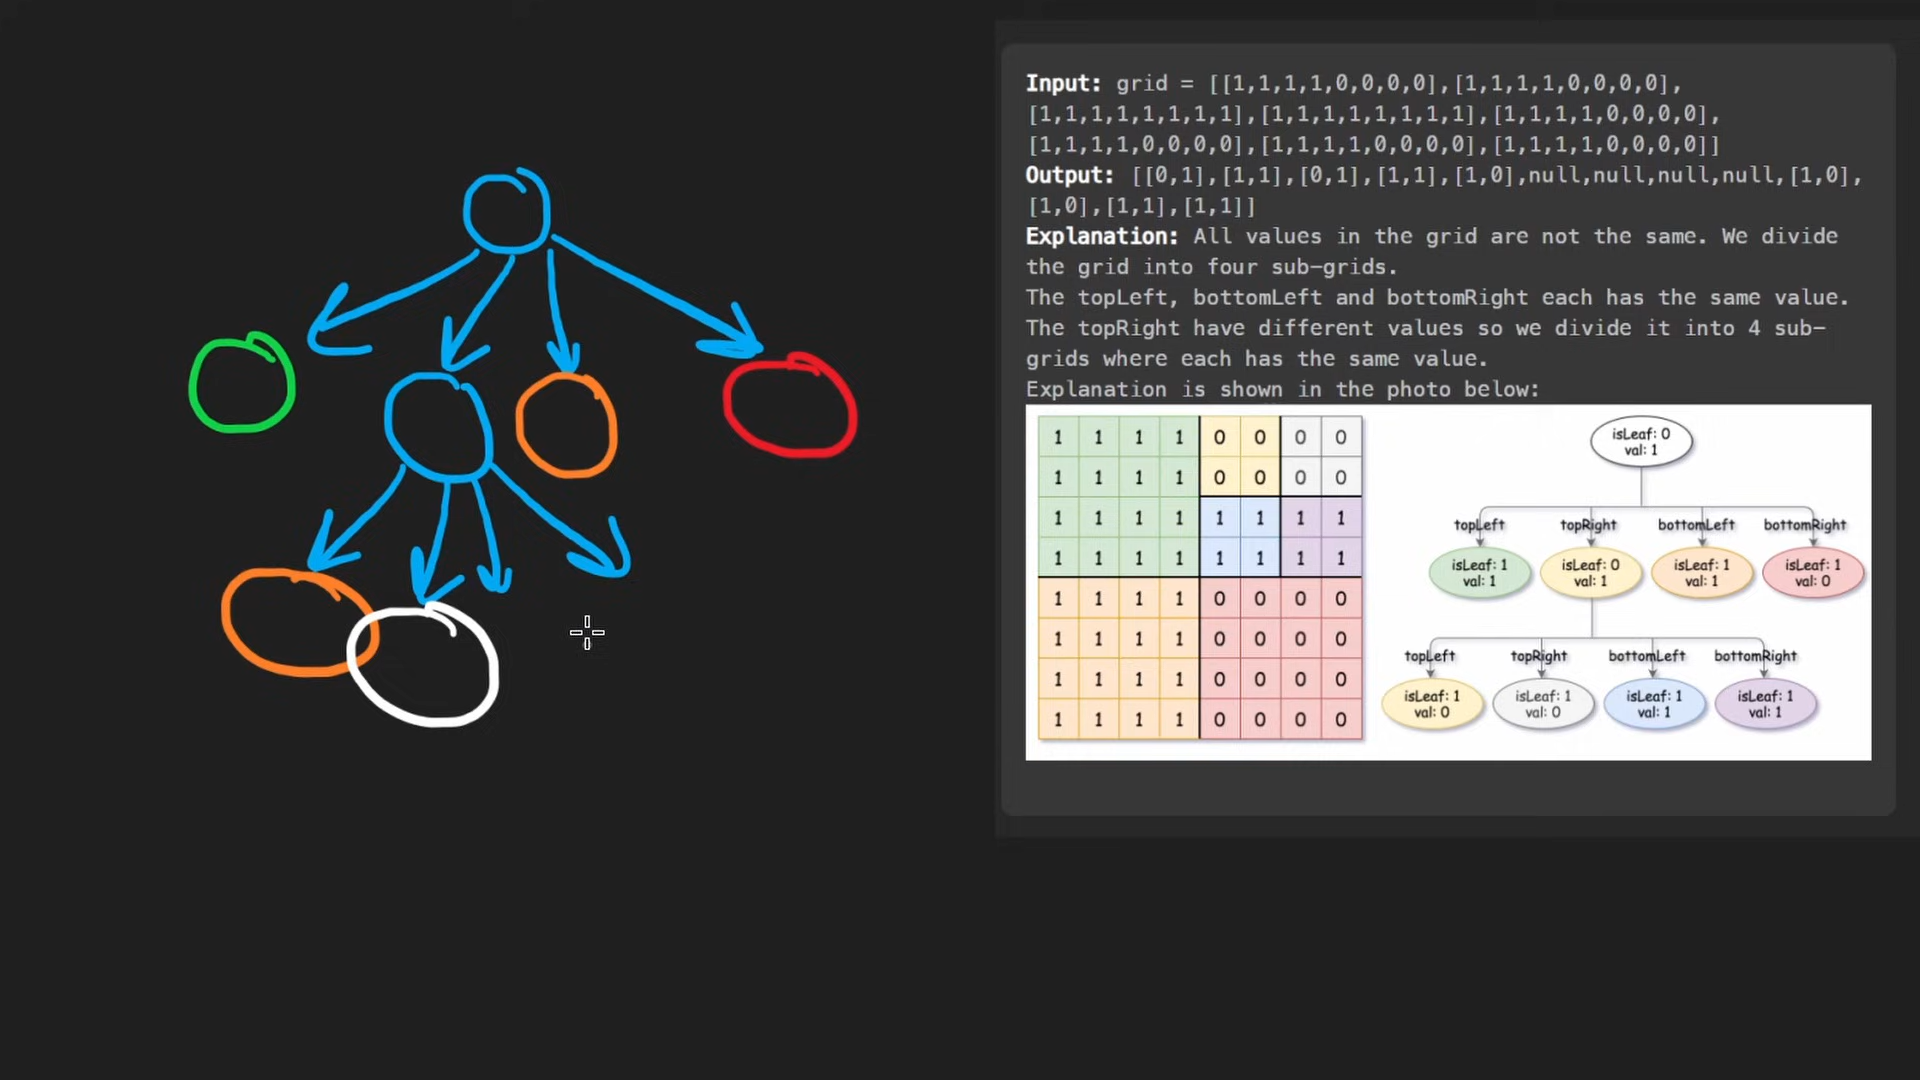 Input: grid = [[1,1,1,1,0,0,0,0],[1,1,1,1,0,0,0,0],
[1,1,1,1,1,1,1,1],[1,1,1,1,1,1,1,1],[1,1,1,1,0,0,0,0],
[1,1,1,1,0,0,0,0],[1,1,1,1,0,0,0,0],[1,1,1,1,0,0,0,0]]
Output: [[0,1],[1,1],[0,1],[1,1],[1,0],null,null,null,null,[1,0],
[1,0],[1,1],[1,1]]
Explanation: All values in the grid are not the same. We divide
the grid into four sub-grids.
The topLeft, bottomLeft and bottomRight each has the same value.
The topRight have different values so we divide it into 4 sub-
grids where each has the same value.
Explanation is shown in the photo below:
1 1 1 1 0 0 0 0
1 1 1 1 0 0 0 0
1 1 1 1 1 1 1 1
1 1 1 1 1 1 1 1
1 1 1 1 0 0 0 0
1 1 1 1 0 0 0 0
1 1 1 1 0 0 0 0
1 1 1 1 0 0 0 0
isLeaf: 0
val: 1
topLeft topRight bottomLeft bottomRight
isLeaf: 1 isLeaf: 0 isLeaf: 1 isLeaf: 1
val: 1 val: 1 val: 1 val: 0
topLeft topRight bottomLeft bottomRight
isLeaf: 1 isLeaf: 1 isLeaf: 1 isLeaf: 1
val: 0 val: 0 val: 1 val: 1